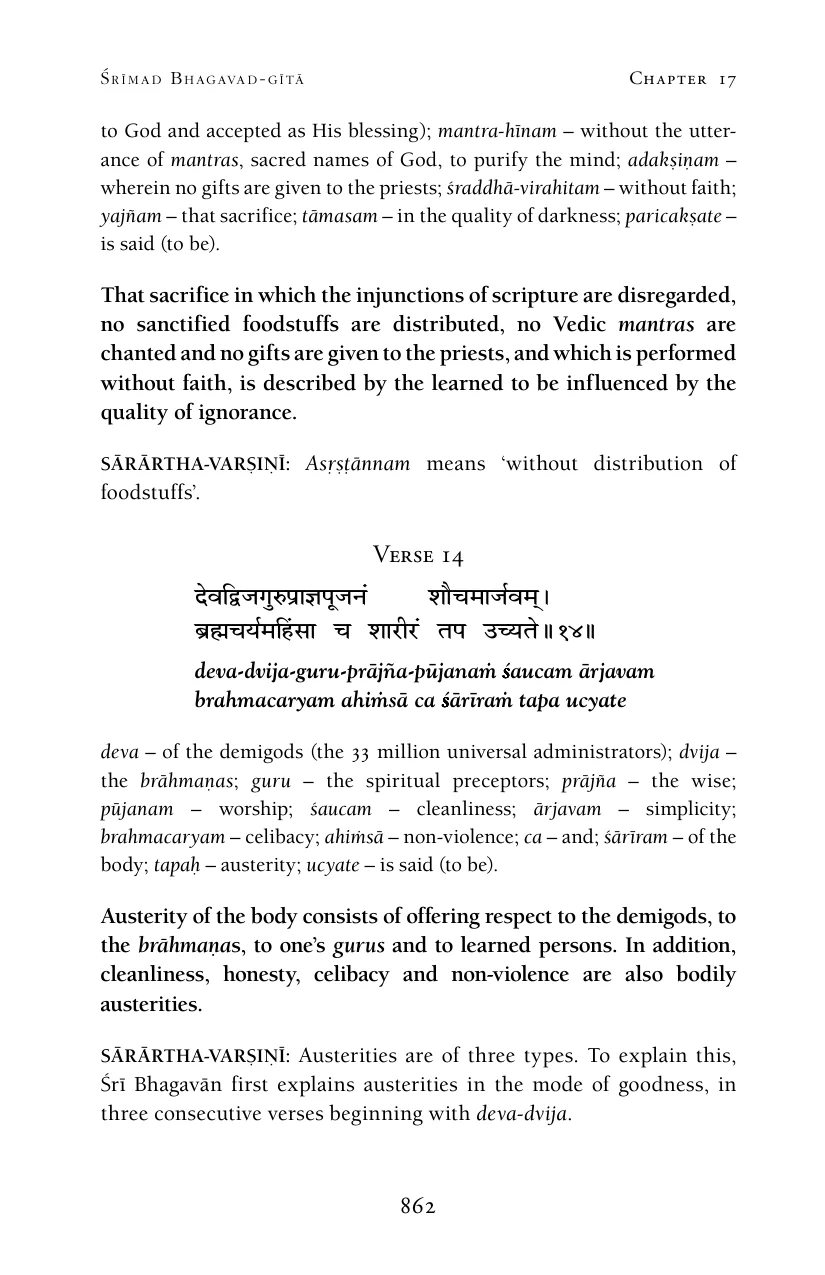 Śrīmad Bhagavad-gītā Chapter 17
to God and accepted as His blessing); mantra-hīnam – without the utter-
ance of mantras, sacred names of God, to purify the mind; adakṣiṇam –
wherein no gifts are given to the priests; śraddhā-virahitam – without faith;
yajñam – that sacrifice; tāmasam – in the quality of darkness; paricakṣate –
is said (to be).
That sacrifice in which the injunctions of scripture are disregarded,
no sanctified foodstuffs are distributed, no Vedic mantras are
chanted and no gifts are given to the priests, and which is performed
without faith, is described by the learned to be influenced by the
quality of ignorance.
SĀRĀRTHA-VARṢIṆĪ: Asṛṣṭānnam means ‘without distribution of
foodstuffs’.
Verse 14
देवद्विजगुरुप्राज्ञपूजनं शौचमार्जवम्।
ब्रह्मचर्यमहिंसा च शारीरं तप उच्यते॥१४॥
deva-dvija-guru-prājña-pūjanaṁ śaucam ārjavam
brahmacaryam ahiṁsā ca śārīraṁ tapa ucyate
deva – of the demigods (the 33 million universal administrators); dvija –
the brāhmaṇas; guru – the spiritual preceptors; prājña – the wise;
pūjanam – worship; śaucam – cleanliness; ārjavam – simplicity;
brahmacaryam – celibacy; ahiṁsā – non-violence; ca – and; śārīram – of the
body; tapaḥ – austerity; ucyate – is said (to be).
Austerity of the body consists of offering respect to the demigods, to
the brāhmaṇas, to one’s gurus and to learned persons. In addition,
cleanliness, honesty, celibacy and non-violence are also bodily
austerities.
SĀRĀRTHA-VARṢIṆĪ: Austerities are of three types. To explain this,
Śrī Bhagavān first explains austerities in the mode of goodness, in
three consecutive verses beginning with deva-dvija.
862